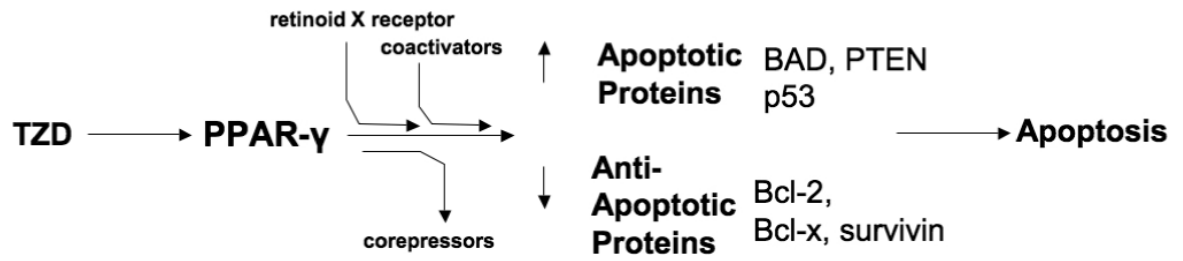 retinoid X receptor
coactivators
Apoptotic BAD, PTEN
Proteins p53
TZD PPAR-γ Apoptosis
Anti-
Apoptotic Bcl-2,
Proteins Bcl-x, survivin
corepressors